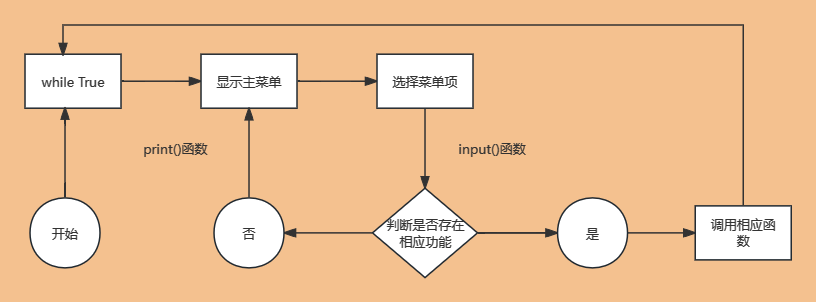 while True
显示主菜单
选择菜单项
print()函数
input()函数
开始
否
判断是否存在
相应功能
是
调用相应函
数